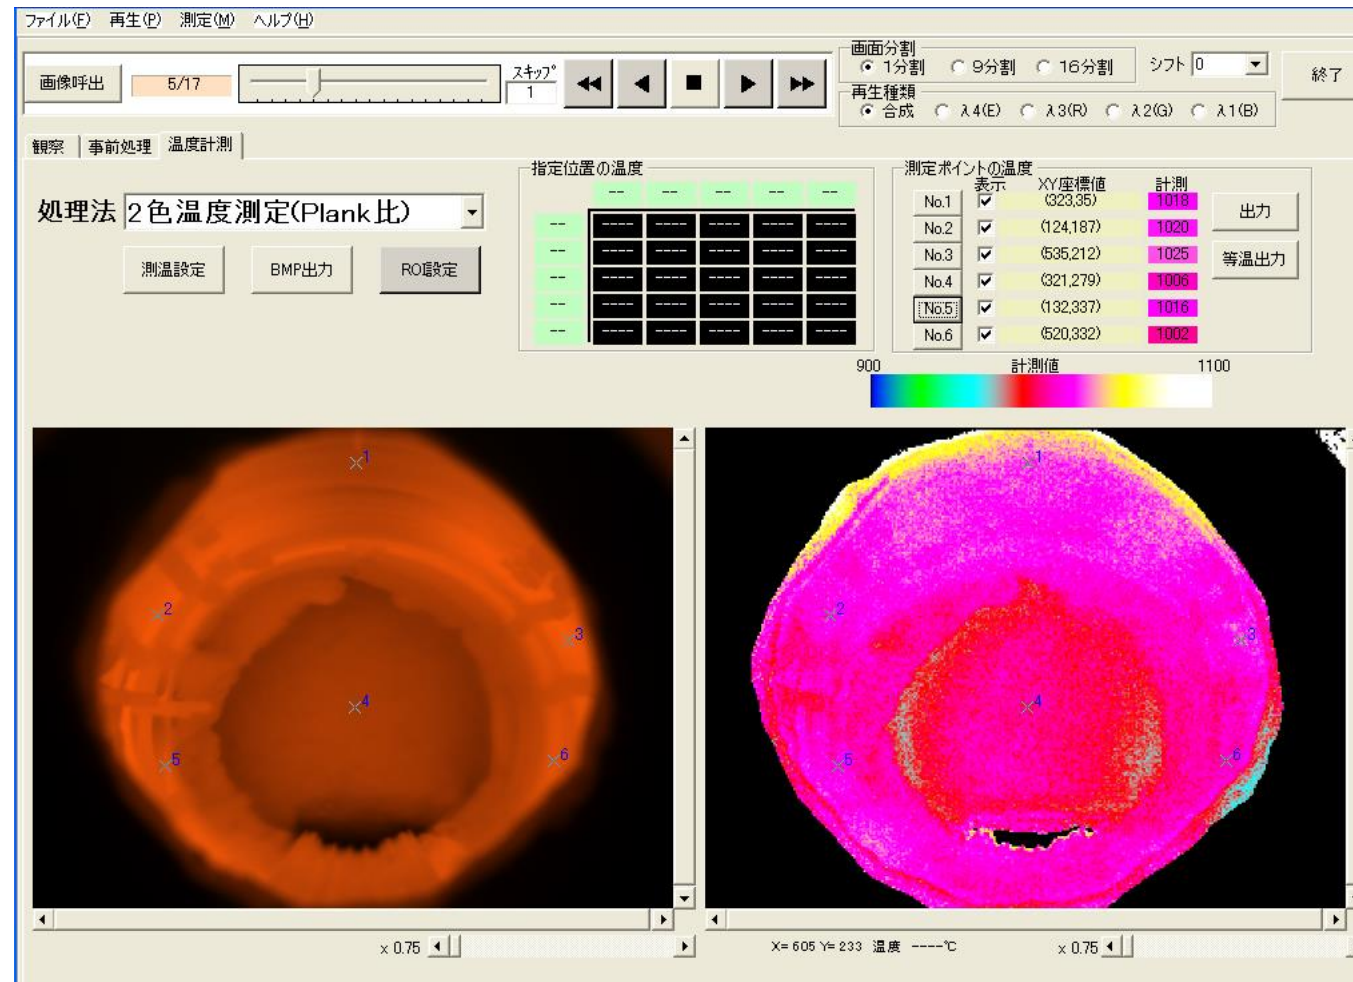 ファイル(F) 再生(P) 測定(M) ヘルプ(H)
画像呼出 5/17 スキップ 1
画面分割
1分割 9分割 16分割 シフト 0 終了
再生種類
合成 λ4(E) λ3(R) λ2(G) λ1(B)
観察 事前処理 温度計測
処理法 2色温度測定(Plank比)
測温設定 BMP出力 ROI設定
指定位置の温度
-- -- -- -- --
-- ---- ---- ---- ---- ----
-- ---- ---- ---- ---- ----
-- ---- ---- ---- ---- ----
-- ---- ---- ---- ---- ----
-- ---- ---- ---- ---- ----
測定ポイントの温度
表示 XY座標値 計測
No.1 (323,35) 1018
No.2 (124,187) 1020
No.3 (535,212) 1025
No.4 (321,279) 1006
No.5 (132,337) 1016
No.6 (520,332) 1002
出力
等温出力
900 計測値 1100
1
2
3
4
5
6
1
2
3
4
5
6
x 0.75
X= 605 Y= 233 温度 ----℃ x 0.75